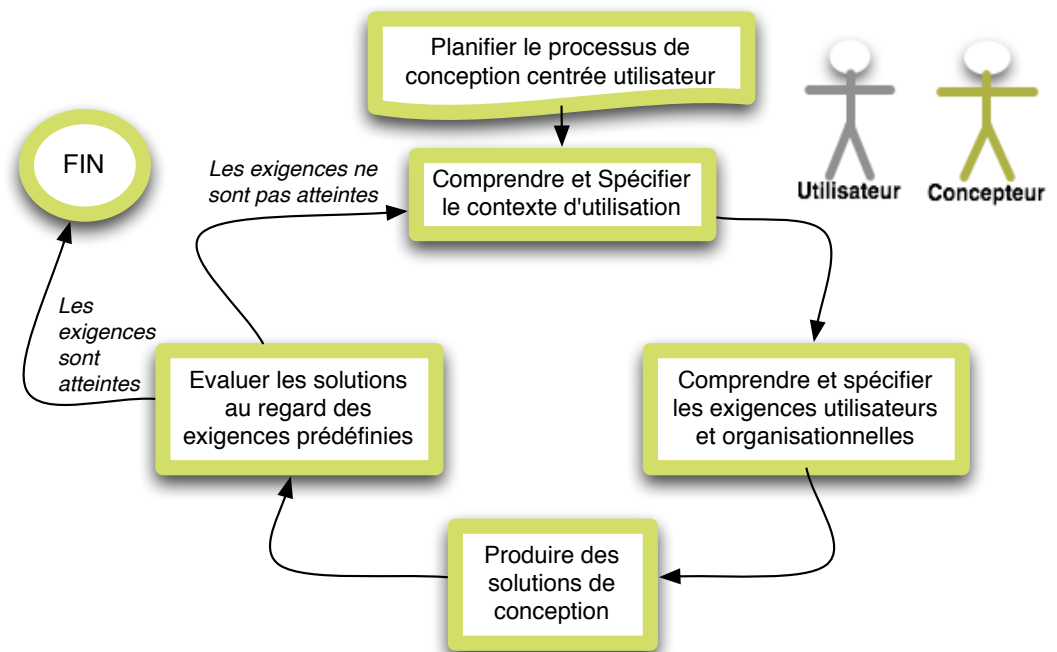 Planifier le processus de
conception centrée utilisateur
Utilisateur
Concepteur
FIN
Les exigences ne
sont pas atteintes
Comprendre et Spécifier
le contexte d'utilisation
Les
exigences
sont
atteintes
Evaluer les solutions
au regard des
exigences prédéfinies
Comprendre et spécifier
les exigences utilisateurs
et organisationnelles
Produire des
solutions de
conception